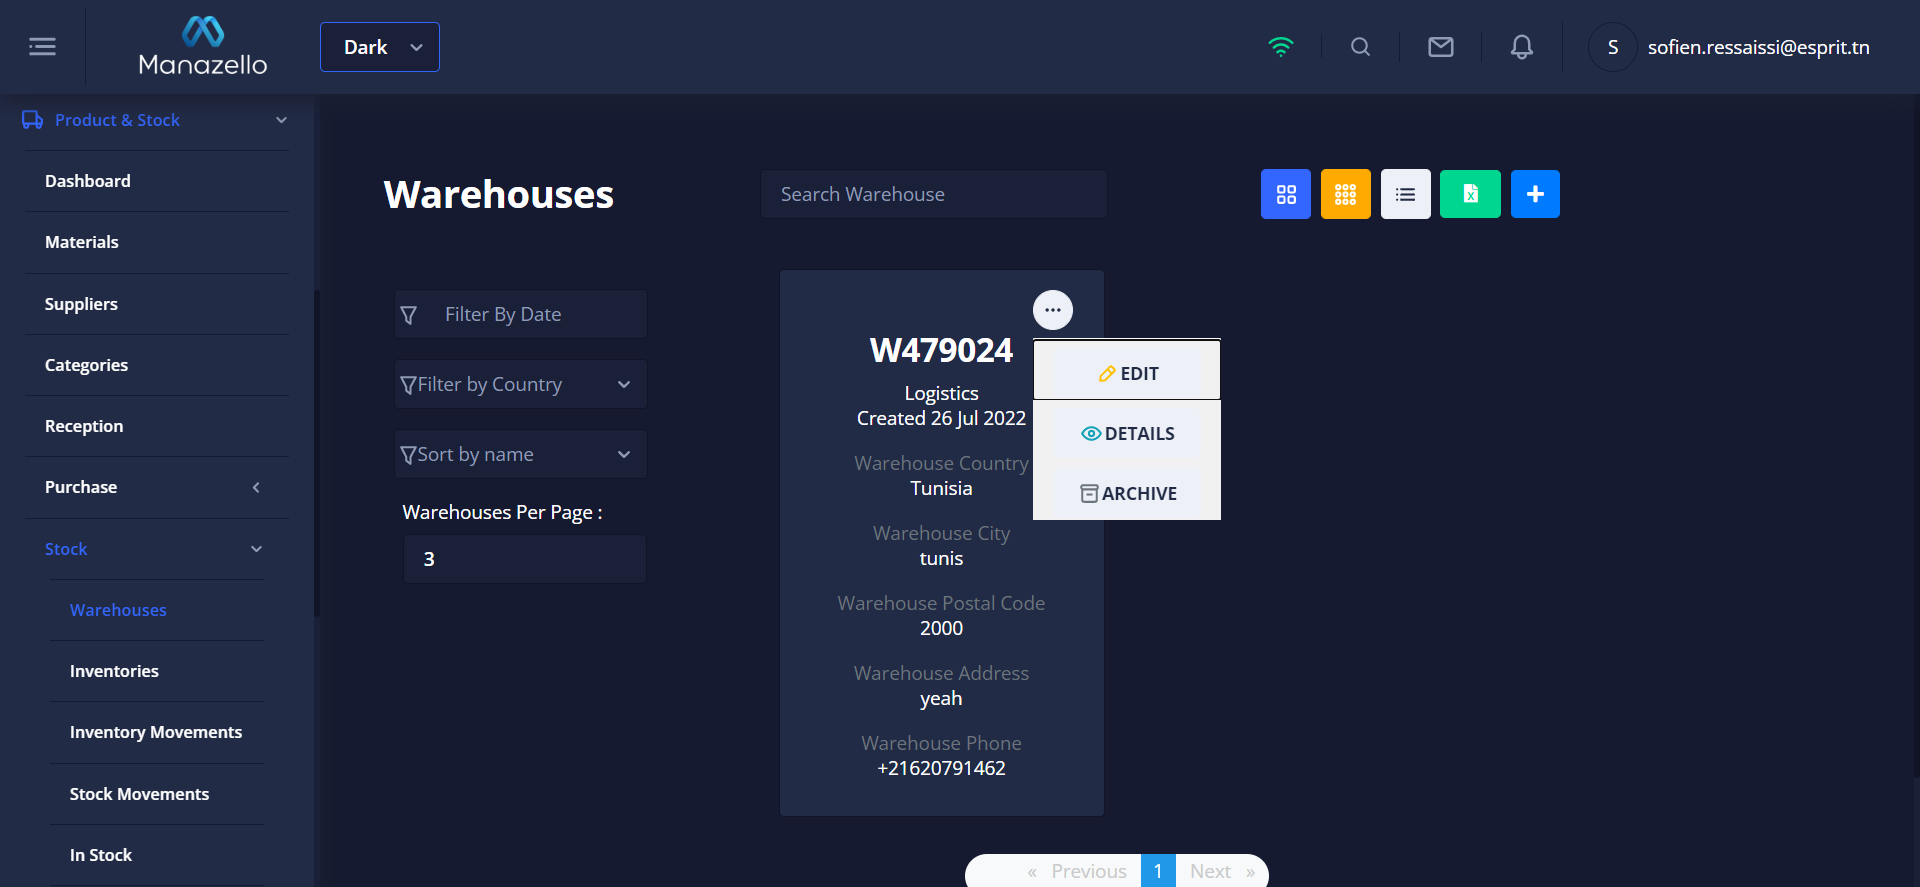 Manazello
Dark
S
sofien.ressaissi@esprit.tn
Product & Stock
Dashboard
Materials
Suppliers
Categories
Reception
Purchase
Stock
Warehouses
Inventories
Inventory Movements
Stock Movements
In Stock
Warehouses
Search Warehouse
Filter By Date
Filter by Country
Sort by name
Warehouses Per Page :
3
W479024
Logistics
Created 26 Jul 2022
Warehouse Country
Tunisia
Warehouse City
tunis
Warehouse Postal Code
2000
Warehouse Address
yeah
Warehouse Phone
+21620791462
EDIT
DETAILS
ARCHIVE
« Previous 1 Next »